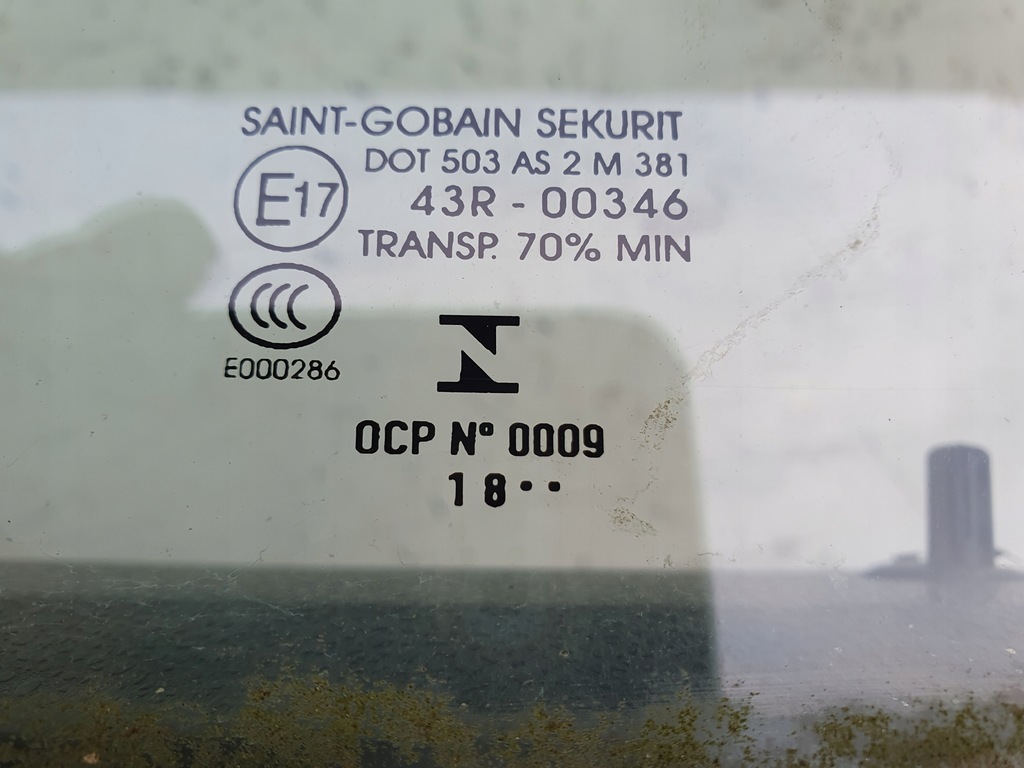 SAINT-GOBAIN SEKURIT
DOT 503 AS 2 M 381
E17
43R - 00346
TRANSP. 70% MIN
CCC
E000286
OCP Nº 0009
18••